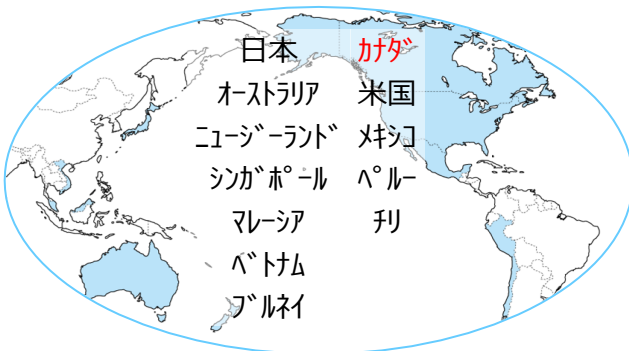 日本
オーストラリア
ニュージーランド
シンガポール
マレーシア
ベトナム
ブルネイ
カナダ
米国
メキシコ
ペルー
チリ